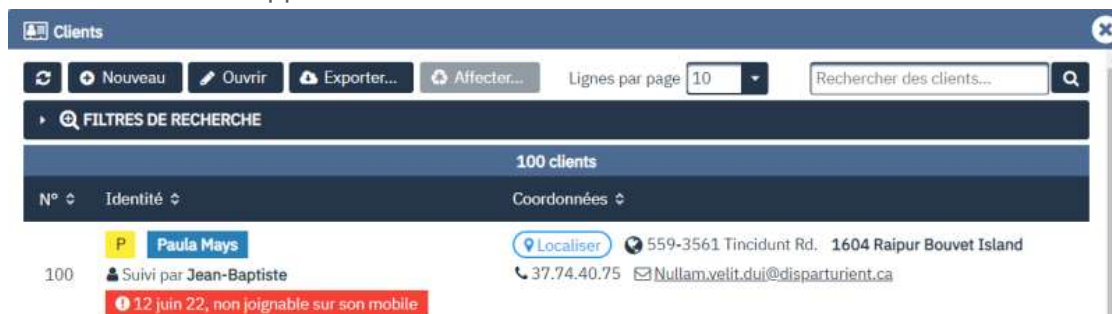 Clients
Nouveau Ouvrir Exporter... Affecter... Lignes par page 10 Rechercher des clients...
FILTRES DE RECHERCHE
100 clients
N° Identité Coordonnées
P Paula Mays Localiser 559-3561 Tincidunt Rd. 1604 Raipur Bouvet Island
100 Suivi par Jean-Baptiste 37.74.40.75 Nullam.velit.dui@disparturient.ca
12 juin 22, non joignable sur son mobile